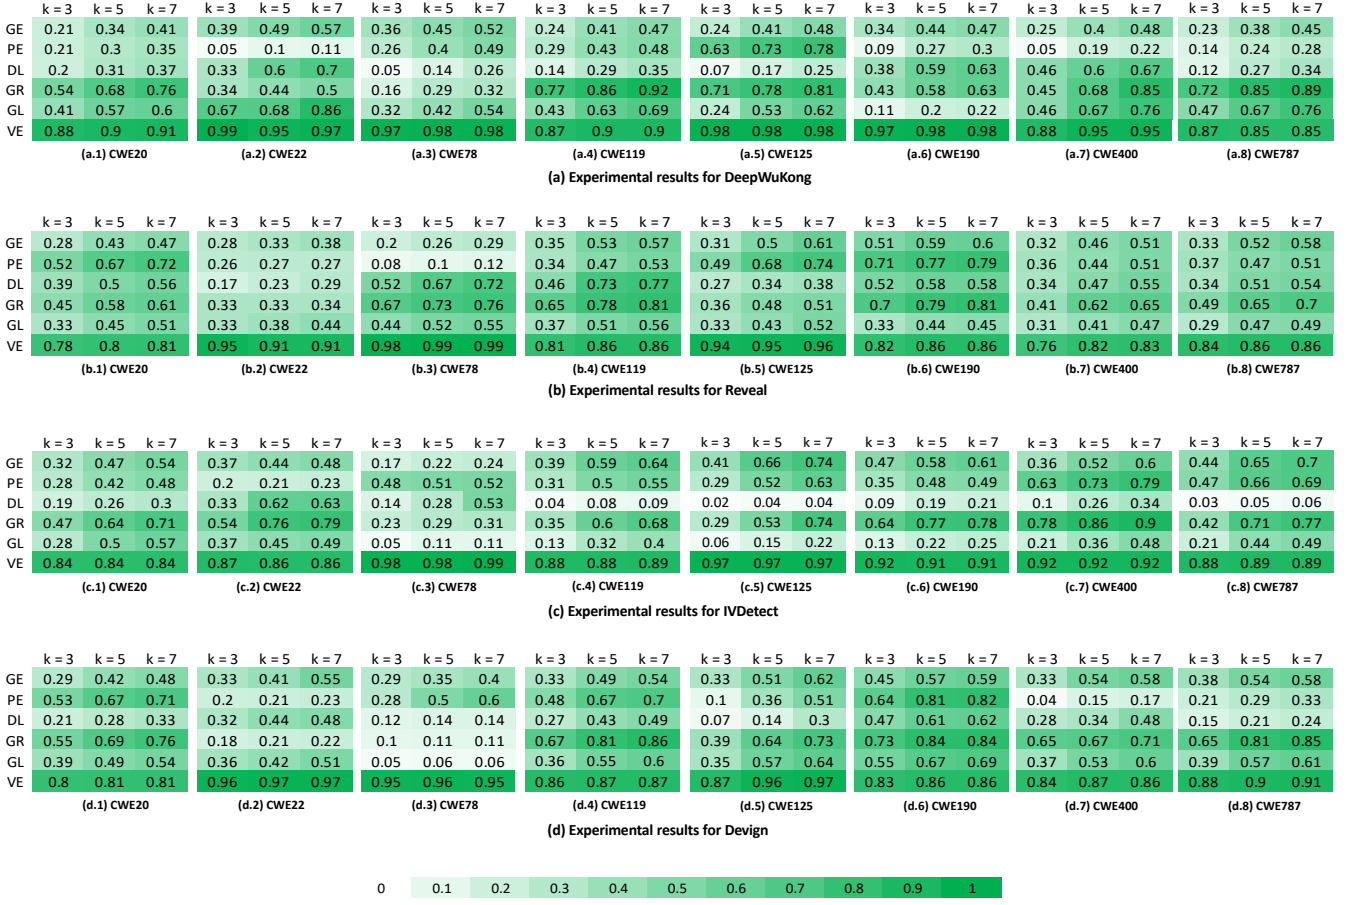 k = 3 k = 5 k = 7 k = 3 k = 5 k = 7 k = 3 k = 5 k = 7 k = 3 k = 5 k = 7 k = 3 k = 5 k = 7 k = 3 k = 5 k = 7 k = 3 k = 5 k = 7 k = 3 k = 5 k = 7
GE 0.21 0.34 0.41 0.39 0.49 0.57 0.36 0.45 0.52 0.24 0.41 0.47 0.24 0.41 0.48 0.34 0.44 0.47 0.25 0.4 0.48 0.23 0.38 0.45
PE 0.21 0.3 0.35 0.05 0.1 0.11 0.26 0.4 0.49 0.29 0.43 0.48 0.63 0.73 0.78 0.09 0.27 0.3 0.05 0.19 0.22 0.14 0.24 0.28
DL 0.2 0.31 0.37 0.33 0.6 0.7 0.05 0.14 0.26 0.14 0.29 0.35 0.07 0.17 0.25 0.38 0.59 0.63 0.46 0.6 0.67 0.12 0.27 0.34
GR 0.54 0.68 0.76 0.34 0.44 0.5 0.16 0.29 0.32 0.77 0.86 0.92 0.71 0.78 0.81 0.43 0.58 0.63 0.45 0.68 0.85 0.72 0.85 0.89
GL 0.41 0.57 0.6 0.67 0.68 0.86 0.32 0.42 0.54 0.43 0.63 0.69 0.24 0.53 0.62 0.11 0.2 0.22 0.46 0.67 0.76 0.47 0.67 0.76
VE 0.88 0.9 0.91 0.99 0.95 0.97 0.97 0.98 0.98 0.87 0.9 0.9 0.98 0.98 0.98 0.97 0.98 0.98 0.88 0.95 0.95 0.87 0.85 0.85
(a.1) CWE20 (a.2) CWE22 (a.3) CWE78 (a.4) CWE119 (a.5) CWE125 (a.6) CWE190 (a.7) CWE400 (a.8) CWE787
(a) Experimental results for DeepWuKong
k = 3 k = 5 k = 7 k = 3 k = 5 k = 7 k = 3 k = 5 k = 7 k = 3 k = 5 k = 7 k = 3 k = 5 k = 7 k = 3 k = 5 k = 7 k = 3 k = 5 k = 7 k = 3 k = 5 k = 7
GE 0.28 0.43 0.47 0.28 0.33 0.38 0.2 0.26 0.29 0.35 0.53 0.57 0.31 0.5 0.61 0.51 0.59 0.6 0.32 0.46 0.51 0.33 0.52 0.58
PE 0.52 0.67 0.72 0.26 0.27 0.27 0.08 0.1 0.12 0.34 0.47 0.53 0.49 0.68 0.74 0.71 0.77 0.79 0.36 0.44 0.51 0.37 0.47 0.51
DL 0.39 0.5 0.56 0.17 0.23 0.29 0.52 0.67 0.72 0.46 0.73 0.77 0.27 0.34 0.38 0.52 0.58 0.58 0.34 0.47 0.55 0.34 0.51 0.54
GR 0.45 0.58 0.61 0.33 0.33 0.34 0.67 0.73 0.76 0.65 0.78 0.81 0.36 0.48 0.51 0.7 0.79 0.81 0.41 0.62 0.65 0.49 0.65 0.7
GL 0.33 0.45 0.51 0.33 0.38 0.44 0.44 0.52 0.55 0.37 0.51 0.56 0.33 0.43 0.52 0.33 0.44 0.45 0.31 0.41 0.47 0.29 0.47 0.49
VE 0.78 0.8 0.81 0.95 0.91 0.91 0.98 0.99 0.99 0.81 0.86 0.86 0.94 0.95 0.96 0.82 0.86 0.86 0.76 0.82 0.83 0.84 0.86 0.86
(b.1) CWE20 (b.2) CWE22 (b.3) CWE78 (b.4) CWE119 (b.5) CWE125 (b.6) CWE190 (b.7) CWE400 (b.8) CWE787
(b) Experimental results for Reveal
k = 3 k = 5 k = 7 k = 3 k = 5 k = 7 k = 3 k = 5 k = 7 k = 3 k = 5 k = 7 k = 3 k = 5 k = 7 k = 3 k = 5 k = 7 k = 3 k = 5 k = 7 k = 3 k = 5 k = 7
GE 0.32 0.47 0.54 0.37 0.44 0.48 0.17 0.22 0.24 0.39 0.59 0.64 0.41 0.66 0.74 0.47 0.58 0.61 0.36 0.52 0.6 0.44 0.65 0.7
PE 0.28 0.42 0.48 0.2 0.21 0.23 0.48 0.51 0.52 0.31 0.5 0.55 0.29 0.52 0.63 0.35 0.48 0.49 0.63 0.73 0.79 0.47 0.66 0.69
DL 0.19 0.26 0.3 0.33 0.62 0.63 0.14 0.28 0.53 0.04 0.08 0.09 0.02 0.04 0.04 0.09 0.19 0.21 0.1 0.26 0.34 0.03 0.05 0.06
GR 0.47 0.64 0.71 0.54 0.76 0.79 0.23 0.29 0.31 0.35 0.6 0.68 0.29 0.53 0.74 0.64 0.77 0.78 0.78 0.86 0.9 0.42 0.71 0.77
GL 0.28 0.5 0.57 0.37 0.45 0.49 0.05 0.11 0.11 0.13 0.32 0.4 0.06 0.15 0.22 0.13 0.22 0.25 0.21 0.36 0.48 0.21 0.44 0.49
VE 0.84 0.84 0.84 0.87 0.86 0.86 0.98 0.98 0.99 0.88 0.88 0.89 0.97 0.97 0.97 0.92 0.91 0.91 0.92 0.92 0.92 0.88 0.89 0.89
(c.1) CWE20 (c.2) CWE22 (c.3) CWE78 (c.4) CWE119 (c.5) CWE125 (c.6) CWE190 (c.7) CWE400 (c.8) CWE787
(c) Experimental results for IVDetect
k = 3 k = 5 k = 7 k = 3 k = 5 k = 7 k = 3 k = 5 k = 7 k = 3 k = 5 k = 7 k = 3 k = 5 k = 7 k = 3 k = 5 k = 7 k = 3 k = 5 k = 7 k = 3 k = 5 k = 7
GE 0.29 0.42 0.48 0.33 0.41 0.55 0.29 0.35 0.4 0.33 0.49 0.54 0.33 0.51 0.62 0.45 0.57 0.59 0.33 0.54 0.58 0.38 0.54 0.58
PE 0.53 0.67 0.71 0.2 0.21 0.23 0.28 0.5 0.6 0.48 0.67 0.7 0.1 0.36 0.51 0.64 0.81 0.82 0.04 0.15 0.17 0.21 0.29 0.33
DL 0.21 0.28 0.33 0.32 0.44 0.48 0.12 0.14 0.14 0.27 0.43 0.49 0.07 0.14 0.3 0.47 0.61 0.62 0.28 0.34 0.48 0.15 0.21 0.24
GR 0.55 0.69 0.76 0.18 0.21 0.22 0.1 0.11 0.11 0.67 0.81 0.86 0.39 0.64 0.73 0.73 0.84 0.84 0.65 0.67 0.71 0.65 0.81 0.85
GL 0.39 0.49 0.54 0.36 0.42 0.51 0.05 0.06 0.06 0.36 0.55 0.6 0.35 0.57 0.64 0.55 0.67 0.69 0.37 0.53 0.6 0.39 0.57 0.61
VE 0.8 0.81 0.81 0.96 0.97 0.97 0.95 0.96 0.95 0.86 0.87 0.87 0.87 0.96 0.97 0.83 0.86 0.86 0.84 0.87 0.86 0.88 0.9 0.91
(d.1) CWE20 (d.2) CWE22 (d.3) CWE78 (d.4) CWE119 (d.5) CWE125 (d.6) CWE190 (d.7) CWE400 (d.8) CWE787
(d) Experimental results for Devign
0 0.1 0.2 0.3 0.4 0.5 0.6 0.7 0.8 0.9 1